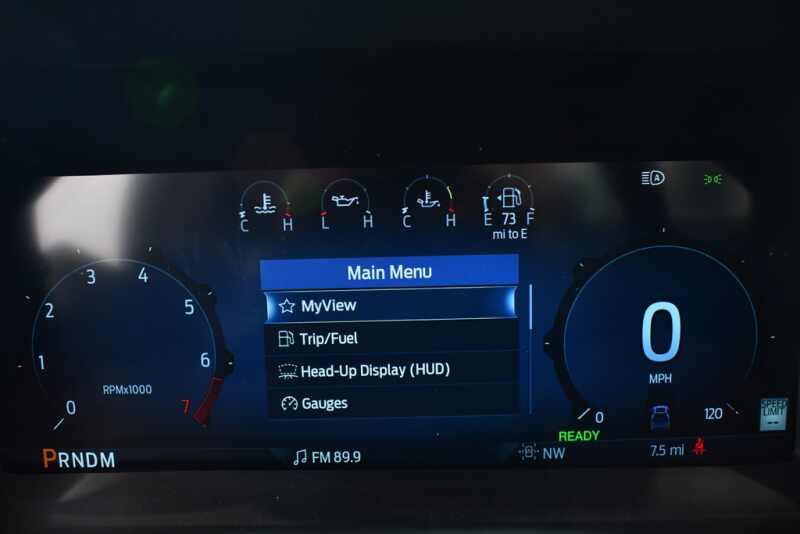 A
C H
L H
C H
E 73 F
mi to E
Main Menu
MyView
Trip/Fuel
Head-Up Display (HUD)
Gauges
0 1 2 3 4 5 6 7
RPMx1000
0
MPH
0 120
SPEED
LIMIT
--
READY
PRNDM
FM 89.9
NW
7.5 mi